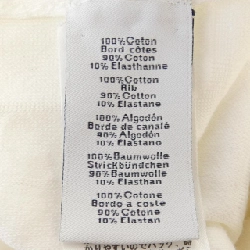 100% Coton
Bord côtes
90% Coton
10% Elasthanne
100% Cotton
Rib
90% Cotton
10% Elastane
100% Algodón
Borde de canalé
90% Algodón
10% Elastano
100% Baumwolle
Strickbündchen
90% Baumwolle
10% Elasthan
100% Cotone
Bordo a coste
90% Cotone
10% Elastan